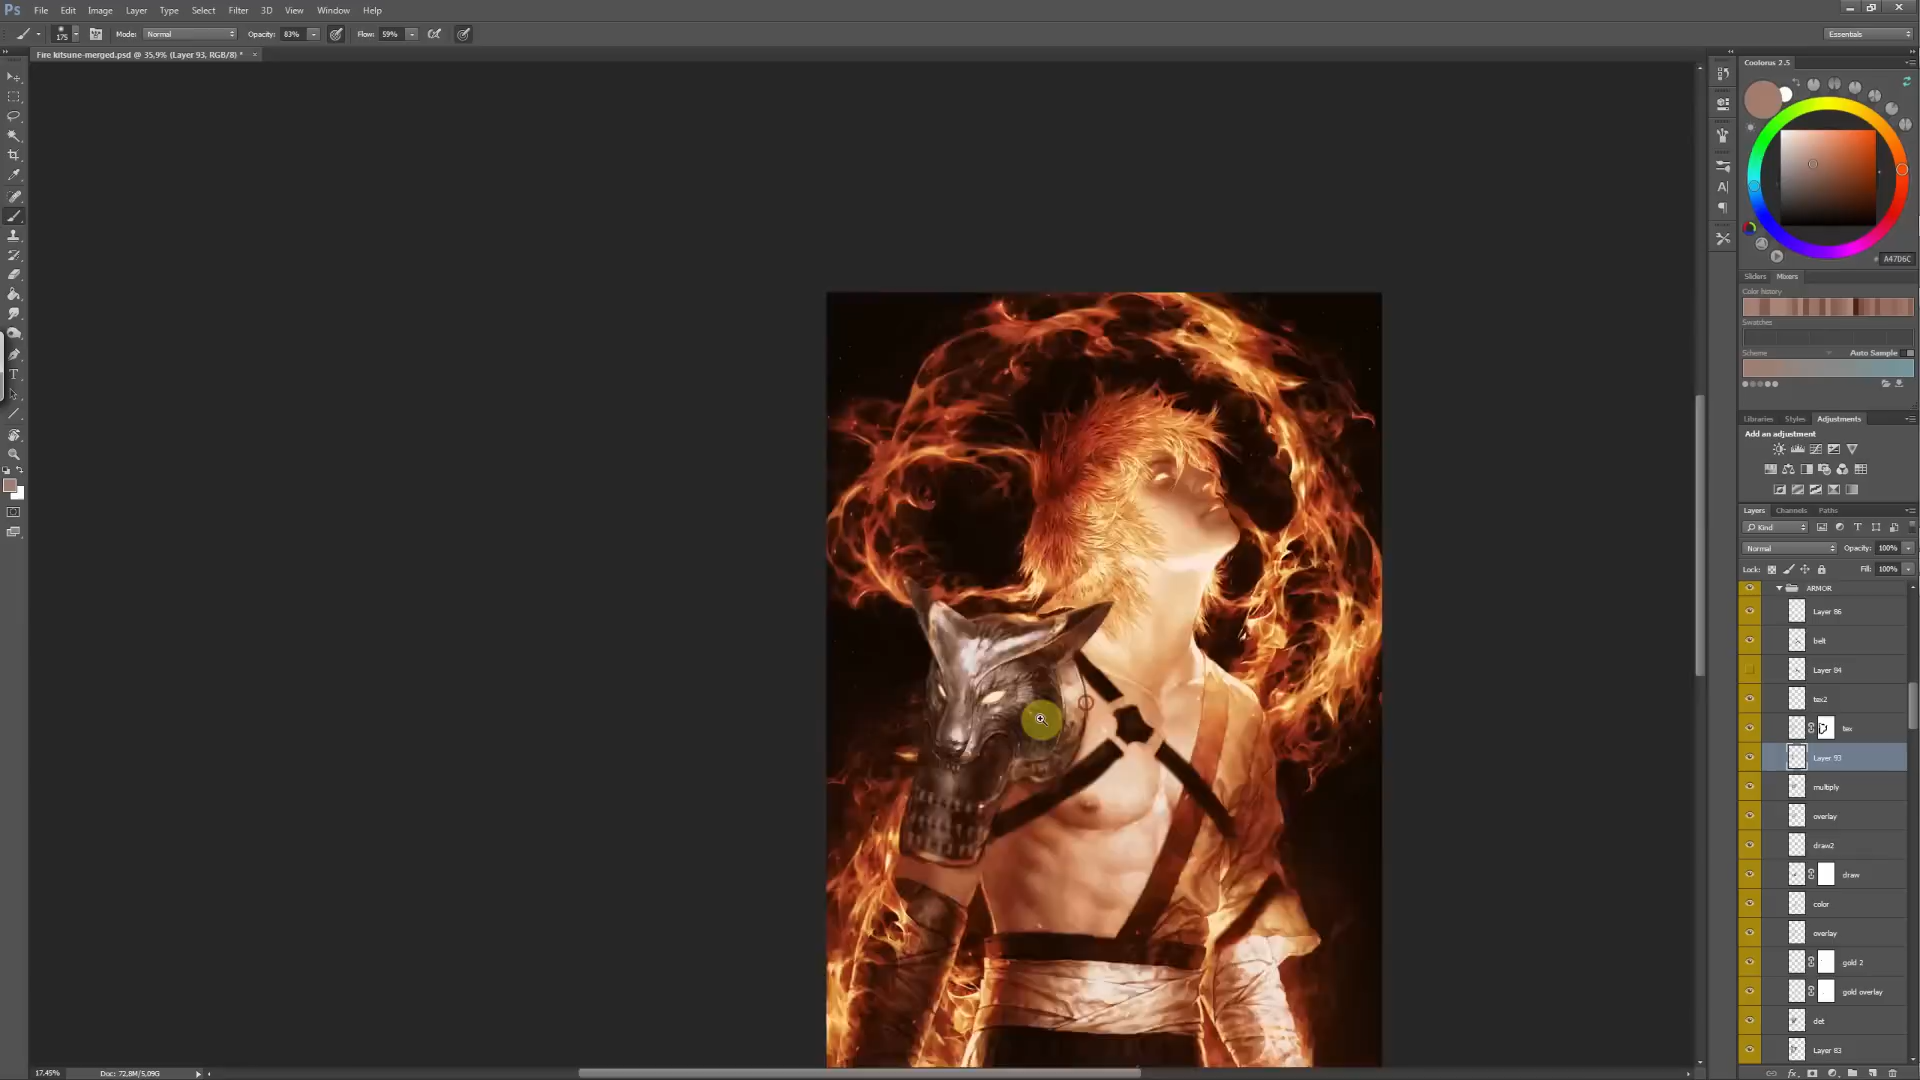 Ps File Edit Image Layer Type Select Filter 3D View Window Help
175 Mode: Normal Opacity: 83% Flow: 59% Essentials
Fire kitsune-merged.psd @ 35,9% (Layer 93, RGB/8) *
Coolorus 2.5
A47D6C
Sliders Mixers
Color history
Swatches
Scheme Auto Sample
Libraries Styles Adjustments
Add an adjustment
Layers Channels Paths
Kind
Normal Opacity: 100%
Lock: Fill: 100%
ARMOR
Layer 86
belt
Layer 84
tex2
tex
Layer 93
multiply
overlay
draw2
draw
color
overlay
gold 2
gold overlay
det
Layer 83
17.45% Doc: 72,8M/5,09G